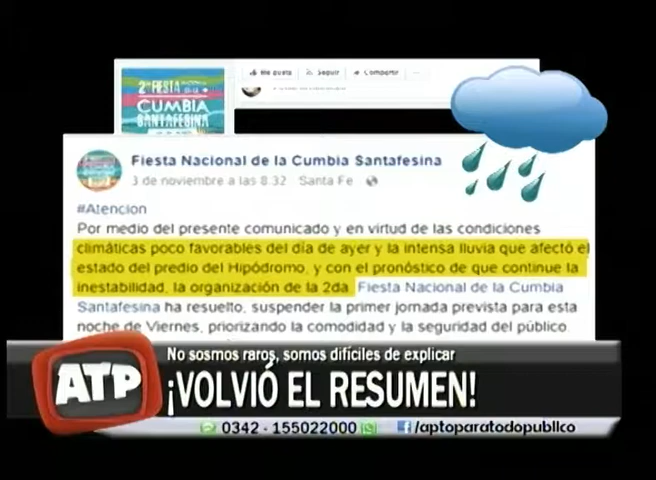 2ª FIESTA
CUMBIA
SANTAFESINA
Me gusta Seguir Compartir ...
Fiesta Nacional de la Cumbia Santafesina
3 de noviembre a las 8:32 · Santa Fe ·
#Atencion
Por medio del presente comunicado y en virtud de las condiciones
climáticas poco favorables del día de ayer y la intensa lluvia que afectó el
estado del predio del Hipódromo, y con el pronóstico de que continue la
inestabilidad, la organización de la 2da. Fiesta Nacional de la Cumbia
Santafesina ha resuelto, suspender la primer jornada prevista para esta
noche de Viernes, priorizando la comodidad y la seguridad del público.
No sosmos raros, somos difíciles de explicar
ATP
¡VOLVIÓ EL RESUMEN!
0342 - 155022000 f /aptoparatodopublico